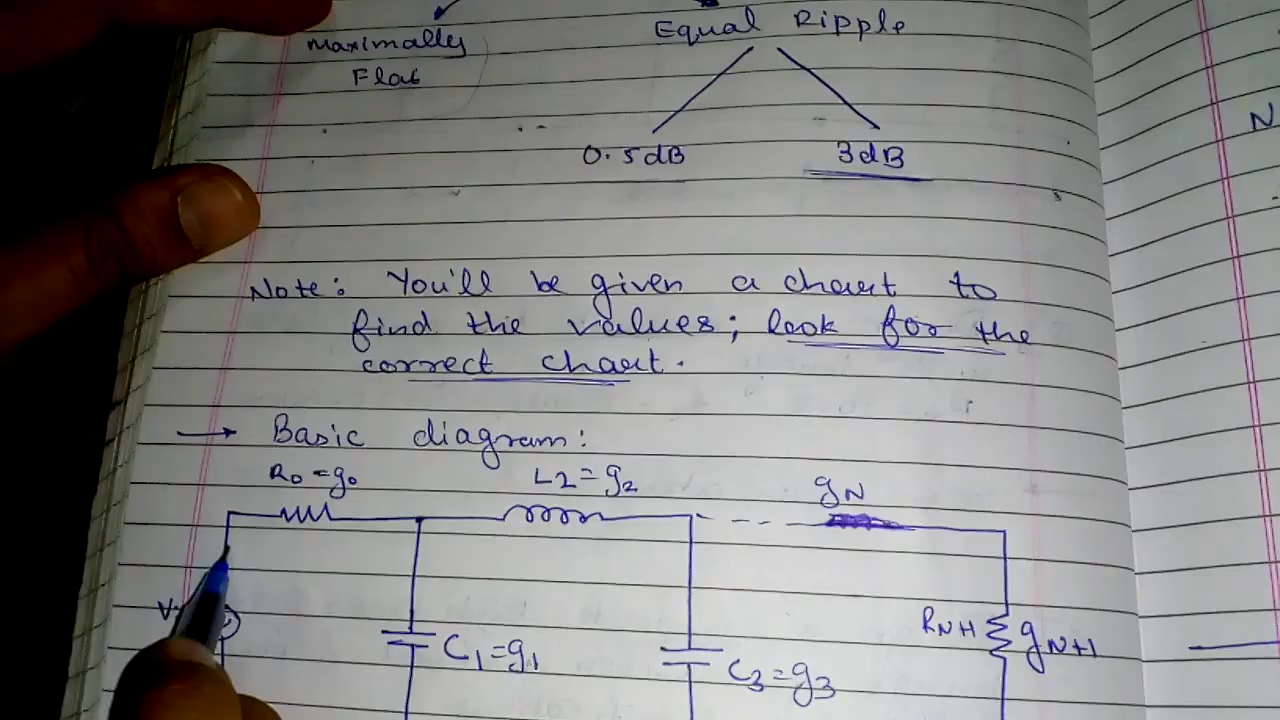 Equal Ripple
Maximally
Flat
0.5dB
3dB
N
Note: You'll be given a chart to
find the values; look for the
correct chart.
→ Basic diagram:
R0=g0
L2=g2
gN
V
C1=g1
C3=g3
RN+1
gN+1